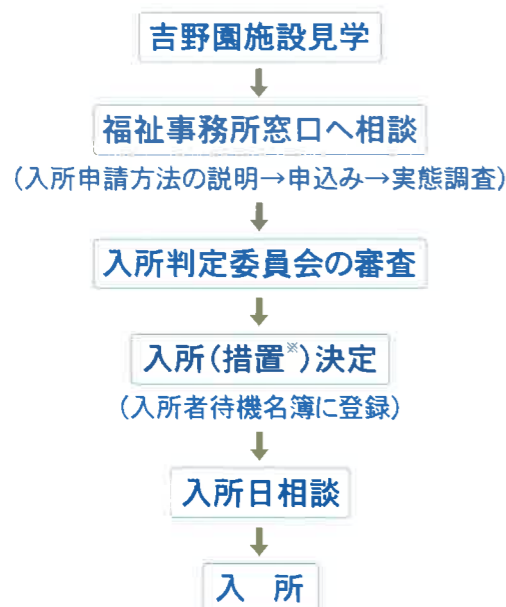 吉野園施設見学
↓
福祉事務所窓口へ相談
(入所申請方法の説明→申込み→実態調査)
↓
入所判定委員会の審査
↓
入所(措置※)決定
(入所者待機名簿に登録)
↓
入所日相談
↓
入 所